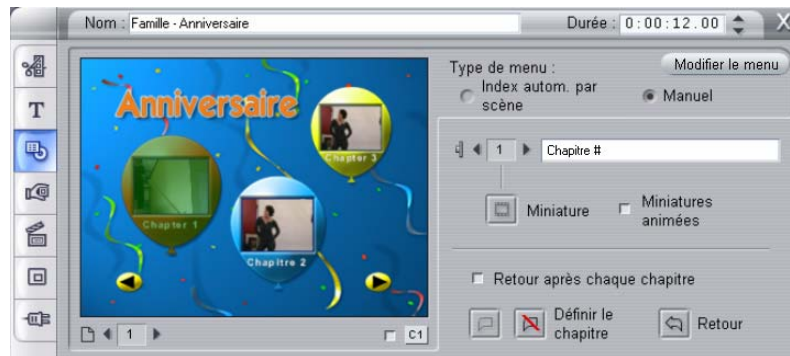 Nom : Famille - Anniversaire
Durée : 0:00:12.00
X
T
Anniversaire
Chapter 3
Chapter 1
Chapitre 2
1
C1
Type de menu :
Modifier le menu
Index autom. par
scène
Manuel
1
Chapitre #
Miniature
Miniatures
animées
Retour après chaque chapitre
Définir le
chapitre
Retour